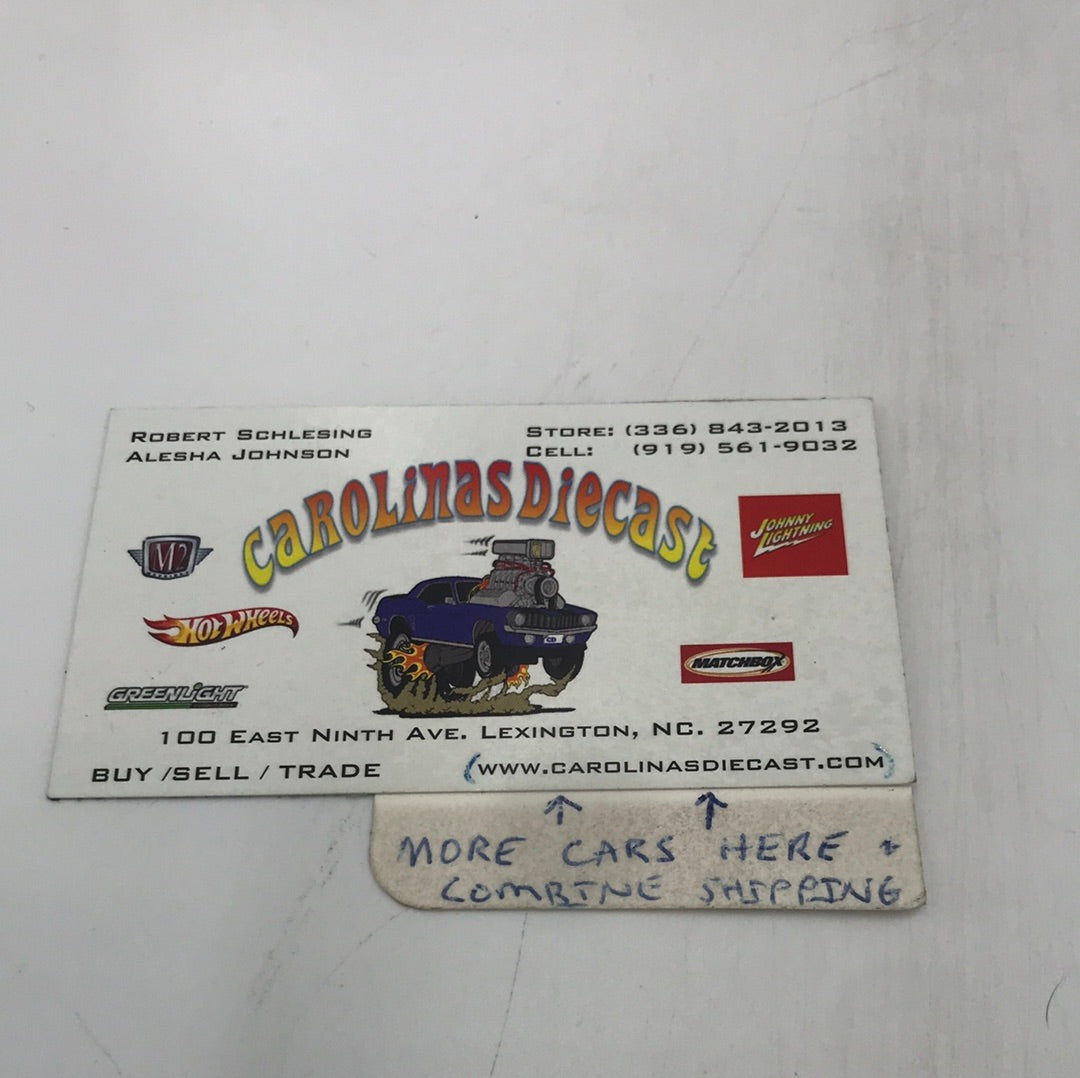 ROBERT SCHLESING
ALESHA JOHNSON
STORE: (336) 843-2013
CELL: (919) 561-9032
CAROLINAS DIECAST
M2
JOHNNY LIGHTNING
HOT WHEELS
MATCHBOX
GREENLIGHT
CD
100 EAST NINTH AVE. LEXINGTON, NC. 27292
BUY /SELL / TRADE
(WWW.CAROLINASDIECAST.COM)
↑ ↑
MORE CARS HERE +
COMBINE SHIPPING